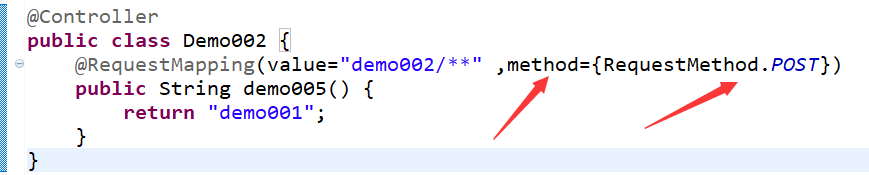 @Controller
public class Demo002 {
@RequestMapping(value="demo002/**" ,method={RequestMethod.POST})
public String demo005() {
return "demo001";
}
}